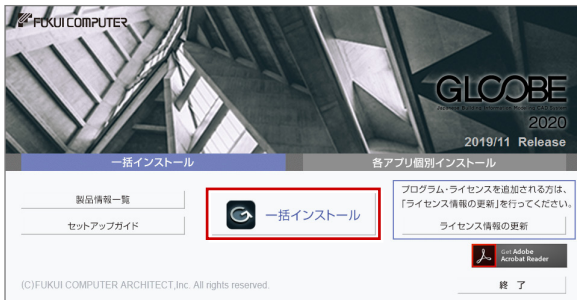 FUKUI COMPUTER
GLOOBE
Japanese Building Information Modeling CAD System
2020
2019/11 Release
一括インストール
各アプリ個別インストール
製品情報一覧
セットアップガイド
一括インストール
プログラム・ライセンスを追加される方は、
「ライセンス情報の更新」を行ってください。
ライセンス情報の更新
Get Adobe
Acrobat Reader
(C)FUKUI COMPUTER ARCHITECT,Inc. All rights reserved.
終 了